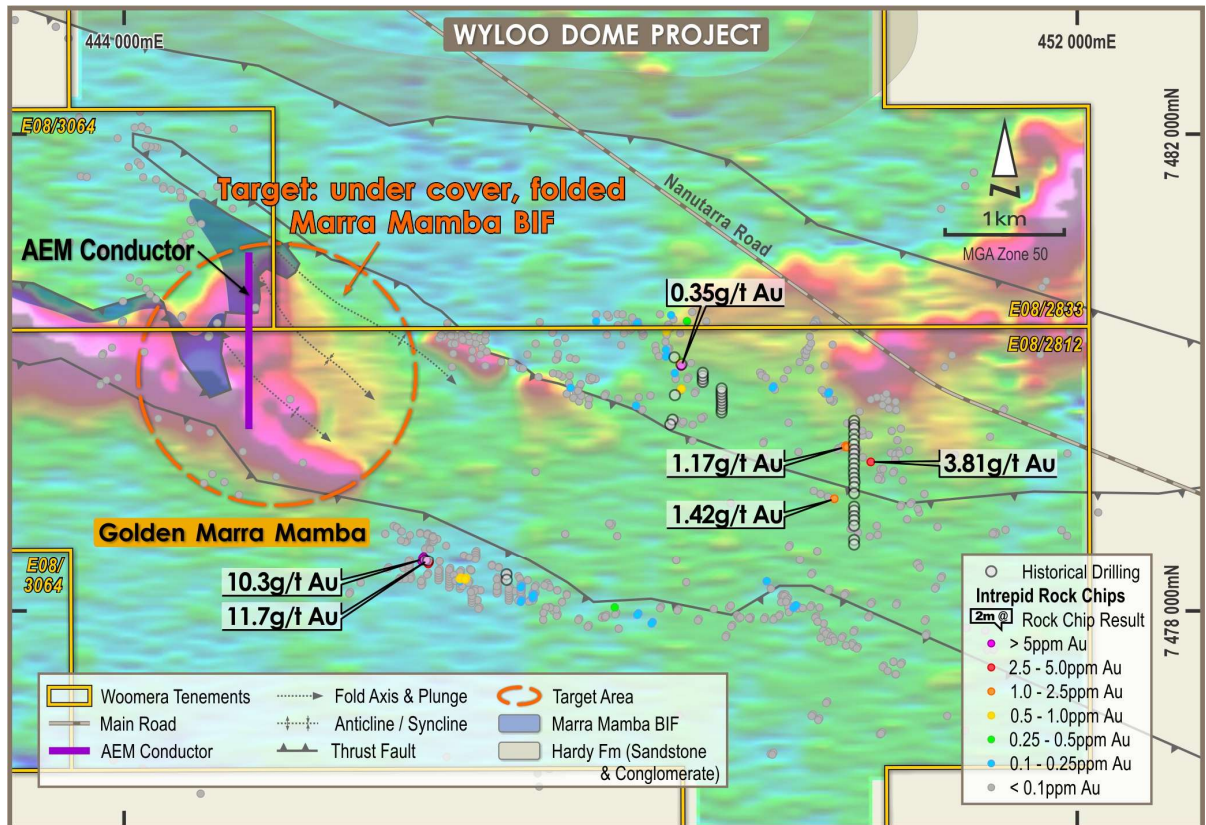 WYLOO DOME PROJECT
444 000mE
452 000mE
7 482 000mN
E08/3064
Target: under cover, folded
Marra Mamba BIF
Nanutarra Road
N
1km
MGA Zone 50
AEM Conductor
0.35g/t Au
E08/2833
E08/2812
1.17g/t Au
3.81g/t Au
1.42g/t Au
Golden Marra Mamba
E08/
3064
10.3g/t Au
11.7g/t Au
7 478 000mN
Historical Drilling
Intrepid Rock Chips
2m @
Rock Chip Result
> 5ppm Au
2.5 - 5.0ppm Au
1.0 - 2.5ppm Au
0.5 - 1.0ppm Au
0.25 - 0.5ppm Au
0.1 - 0.25ppm Au
< 0.1ppm Au
Woomera Tenements
Main Road
AEM Conductor
Fold Axis & Plunge
Anticline / Syncline
Thrust Fault
Target Area
Marra Mamba BIF
Hardy Fm (Sandstone
& Conglomerate)